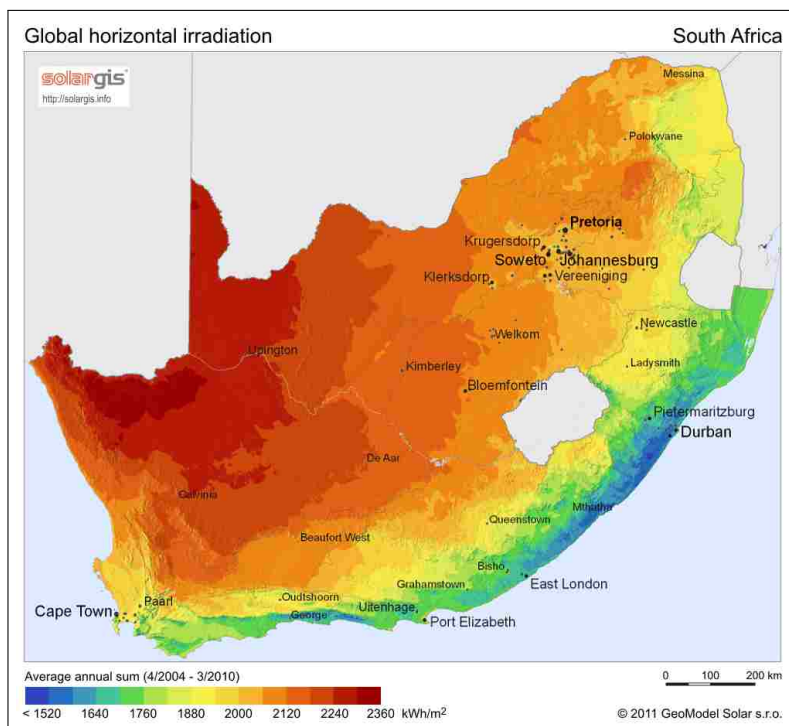 Global horizontal irradiation
South Africa
solargis
http://solargis.info
Messina
Polokwane
Pretoria
Krugersdorp
Soweto
Johannesburg
Klerksdorp
Vereeniging
Newcastle
Welkom
Upington
Ladysmith
Kimberley
Bloemfontein
Pietermaritzburg
Durban
De Aar
Calvinia
Mthatha
Queenstown
Beaufort West
Bisho
Grahamstown
East London
Oudtshoorn
Paarl
Cape Town
Uitenhage
George
Port Elizabeth
Average annual sum (4/2004 - 3/2010)
0 100 200 km
< 1520 1640 1760 1880 2000 2120 2240 2360 kWh/m²
© 2011 GeoModel Solar s.r.o.